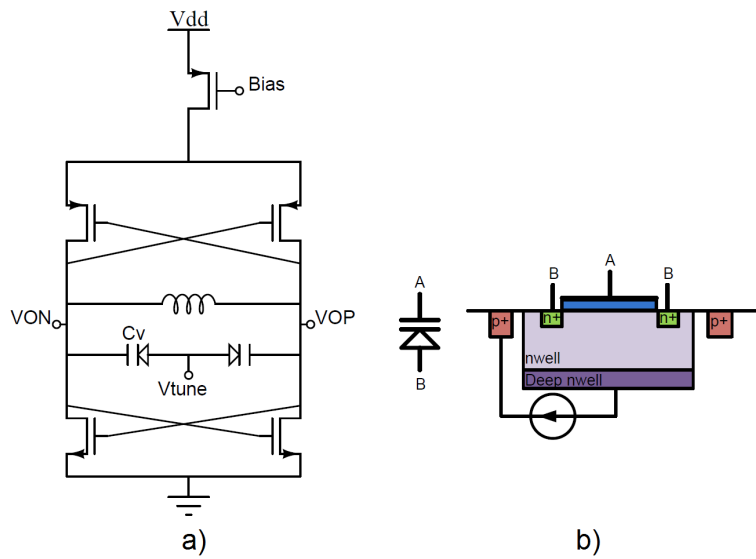 Vdd
Bias
VON
VOP
Cv
Vtune
a)
A
B
A
B
B
p+
n+
n+
p+
nwell
Deep nwell
b)